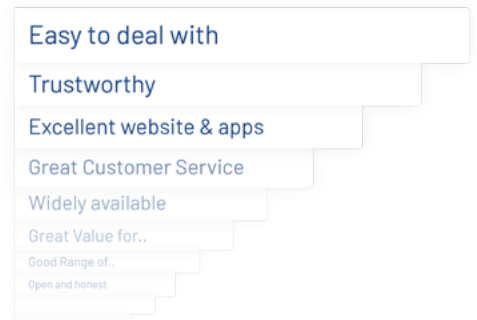 Easy to deal with
Trustworthy
Excellent website & apps
Great Customer Service
Widely available
Great Value for..
Good Range of..
Open and honest